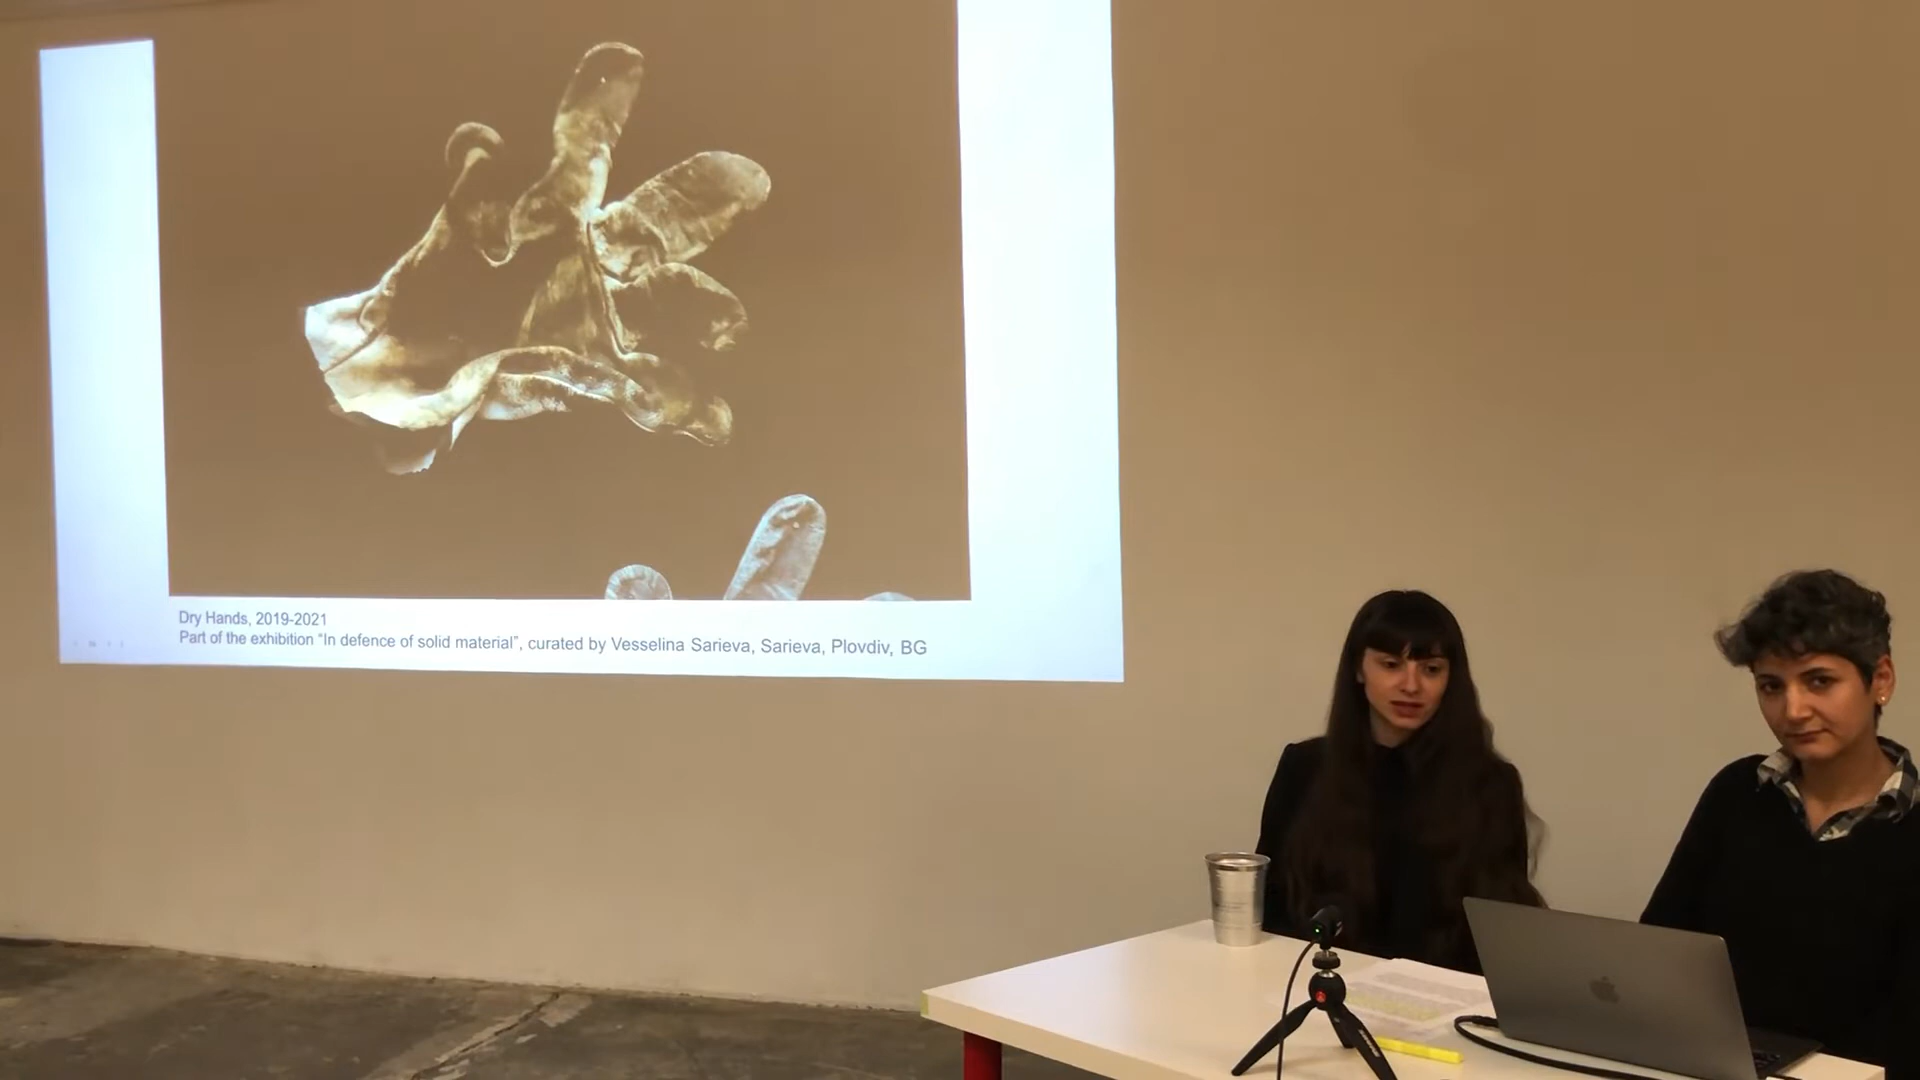 Dry Hands, 2019-2021
Part of the exhibition “In defence of solid material”, curated by Vesselina Sarieva, Sarieva, Plovdiv, BG